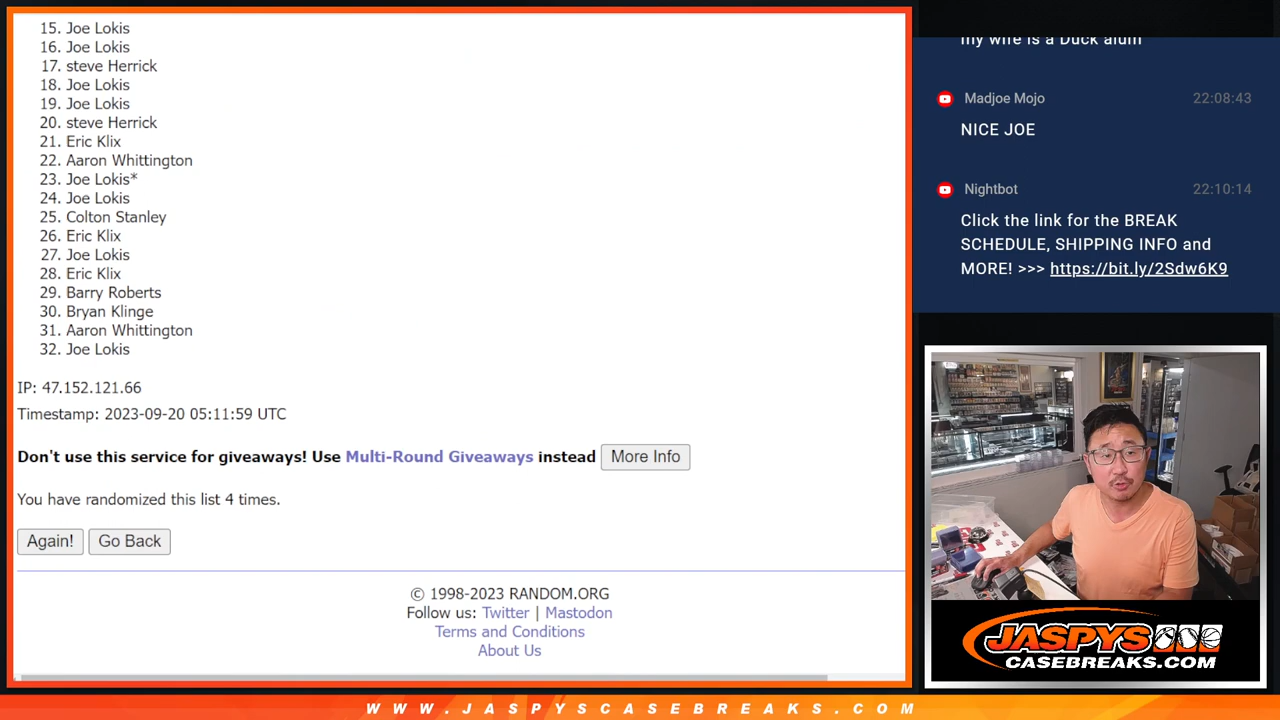 15. Joe Lokis
16. Joe Lokis
17. steve Herrick
18. Joe Lokis
19. Joe Lokis
20. steve Herrick
21. Eric Klix
22. Aaron Whittington
23. Joe Lokis*
24. Joe Lokis
25. Colton Stanley
26. Eric Klix
27. Joe Lokis
28. Eric Klix
29. Barry Roberts
30. Bryan Klinge
31. Aaron Whittington
32. Joe Lokis
IP: 47.152.121.66
Timestamp: 2023-09-20 05:11:59 UTC
Don't use this service for giveaways! Use Multi-Round Giveaways instead More Info
You have randomized this list 4 times.
Again! Go Back
© 1998-2023 RANDOM.ORG
Follow us: Twitter | Mastodon
Terms and Conditions
About Us
my wife is a Duck alum
Madjoe Mojo 22:08:43
NICE JOE
Nightbot 22:10:14
Click the link for the BREAK
SCHEDULE, SHIPPING INFO and
MORE! >>> https://bit.ly/2Sdw6K9
JASPYS
CASEBREAKS.COM
WWW.JASPYSCASEBREAKS.COM